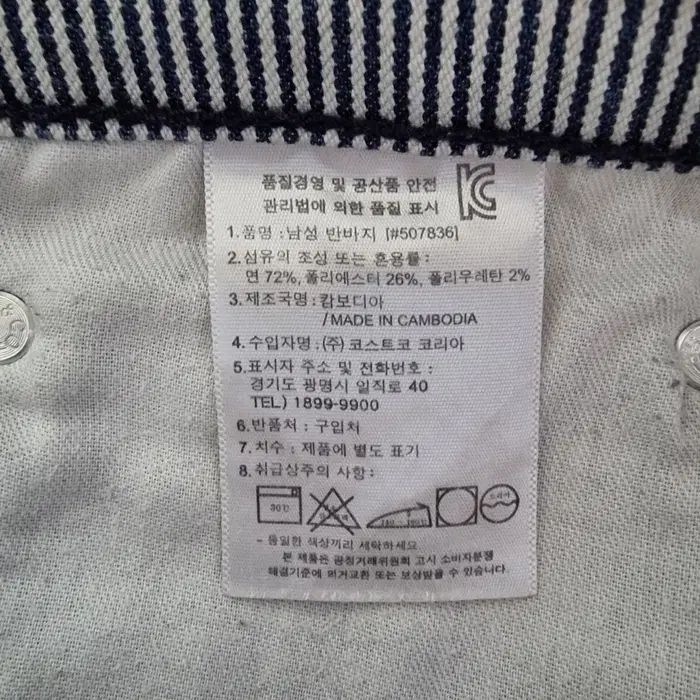 품질경영 및 공산품 안전
관리법에 의한 품질 표시
1.품명 :남성 반바지 [#507836]
2.섬유의 조성 또는 혼용률:
면 72%, 폴리에스터 26%, 폴리우레탄 2%
3.제조국명:캄보디아
/MADE IN CAMBODIA
4.수입자명:(주) 코스트코 코리아
5.표시자 주소 및 전화번호 :
경기도 광명시 일직로 40
TEL) 1899-9900
6.반품처 : 구입처
7.치수 : 제품에 별도 표기
8.취급상주의 사항:
30℃
드라이
- 동일한 색상끼리 세탁하세요
본 제품은 공정거래위원회 고시 소비자분쟁
해결기준에 의거교환 또는 보상받을 수 있습니다.